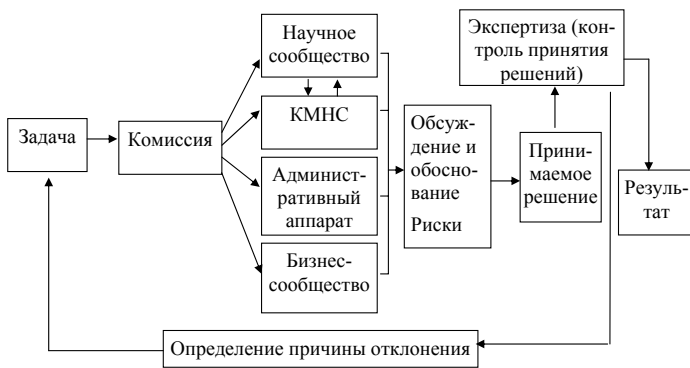 Научное
сообщество
Экспертиза (кон-
троль принятия
решений)
Задача
Комиссия
КМНС
Админист-
ративный
аппарат
Бизнес-
сообщество
Обсуж-
дение и
обосно-
вание
Риски
Прини-
маемое
решение
Резуль-
тат
Определение причины отклонения